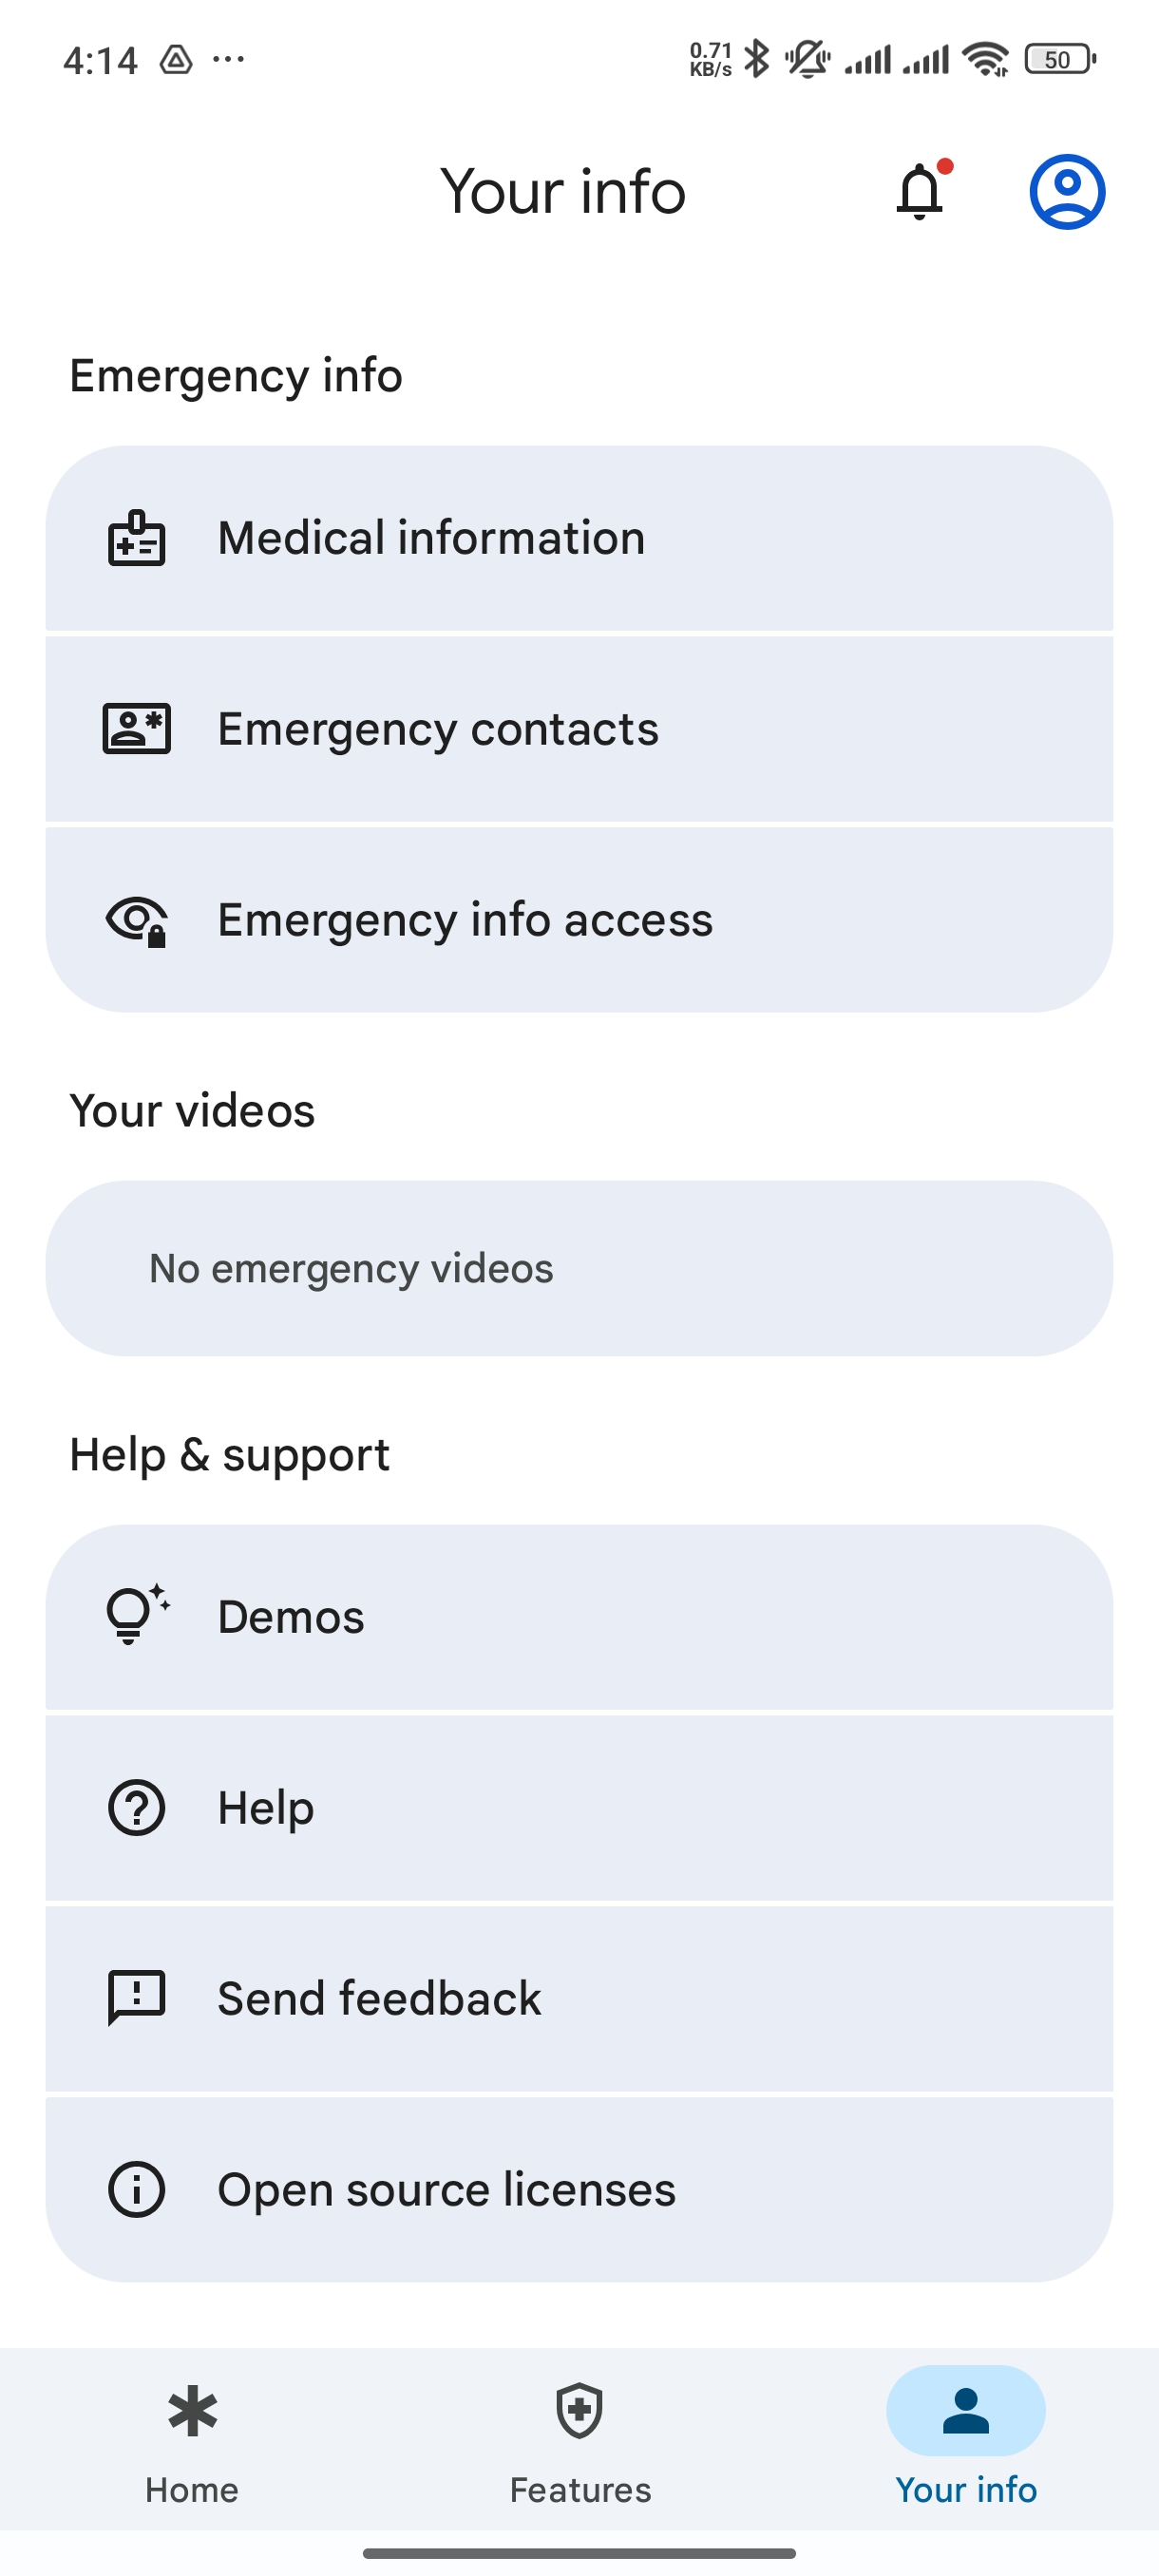 4:14
0.71
KB/s
50
Your info
Emergency info
Medical information
Emergency contacts
Emergency info access
Your videos
No emergency videos
Help & support
Demos
Help
Send feedback
Open source licenses
Home
Features
Your info